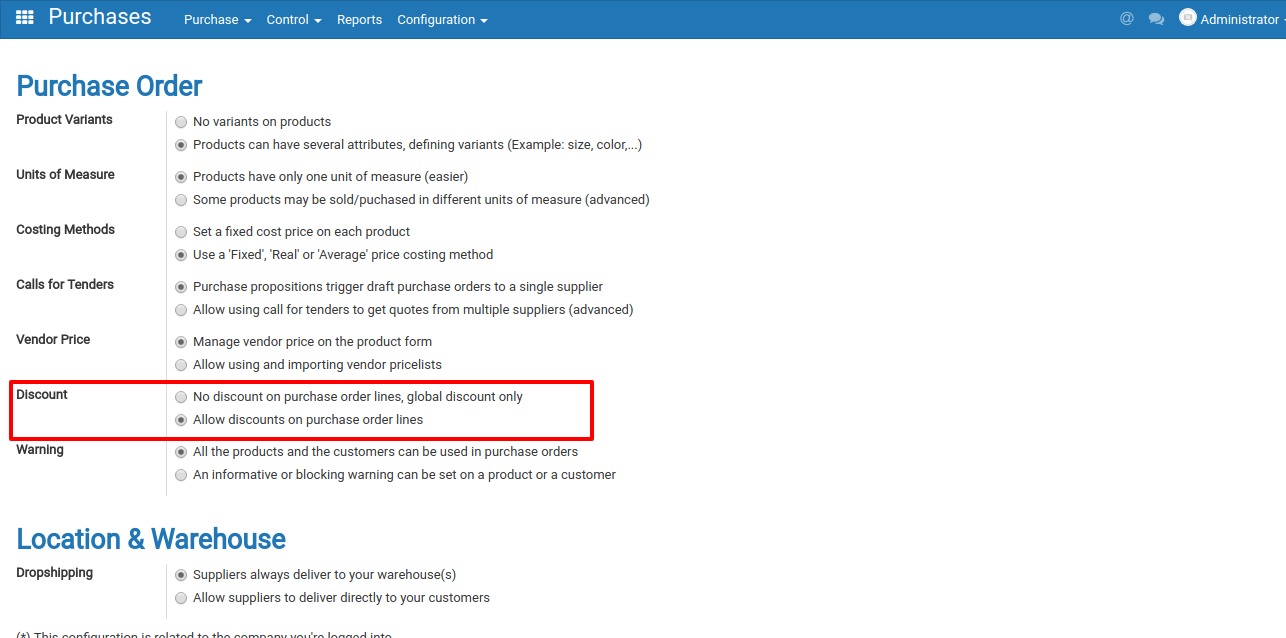 Purchases Purchase Control Reports Configuration @ Administrator
Purchase Order
Product Variants No variants on products
Products can have several attributes, defining variants (Example: size, color,...)
Units of Measure Products have only one unit of measure (easier)
Some products may be sold/puchased in different units of measure (advanced)
Costing Methods Set a fixed cost price on each product
Use a 'Fixed', 'Real' or 'Average' price costing method
Calls for Tenders Purchase propositions trigger draft purchase orders to a single supplier
Allow using call for tenders to get quotes from multiple suppliers (advanced)
Vendor Price Manage vendor price on the product form
Allow using and importing vendor pricelists
Discount No discount on purchase order lines, global discount only
Allow discounts on purchase order lines
Warning All the products and the customers can be used in purchase orders
An informative or blocking warning can be set on a product or a customer
Location & Warehouse
Dropshipping Suppliers always deliver to your warehouse(s)
Allow suppliers to deliver directly to your customers
(*) This configuration is related to the company you're logged into